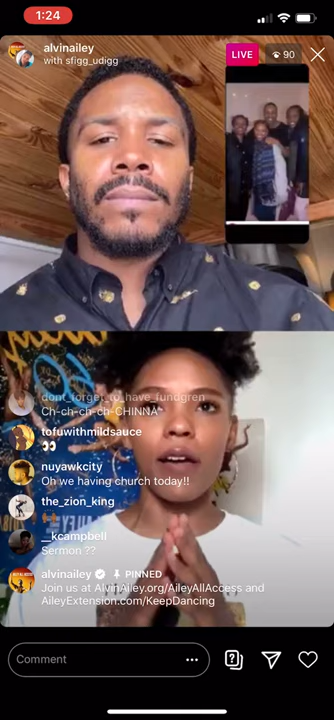 1:24
alvinailey
with sfigg_udigg
LIVE
90
dont_forget_to_have_fundgren
Ch-ch-ch-ch-CHINNA
tofuwithmildsauce
👀
nuyawkcity
Oh we having church today!!
the_zion_king
__kcampbell
Sermon ??
alvinailey PINNED
Join us at AlvinAiley.org/AileyAllAccess and
AileyExtension.com/KeepDancing
Comment